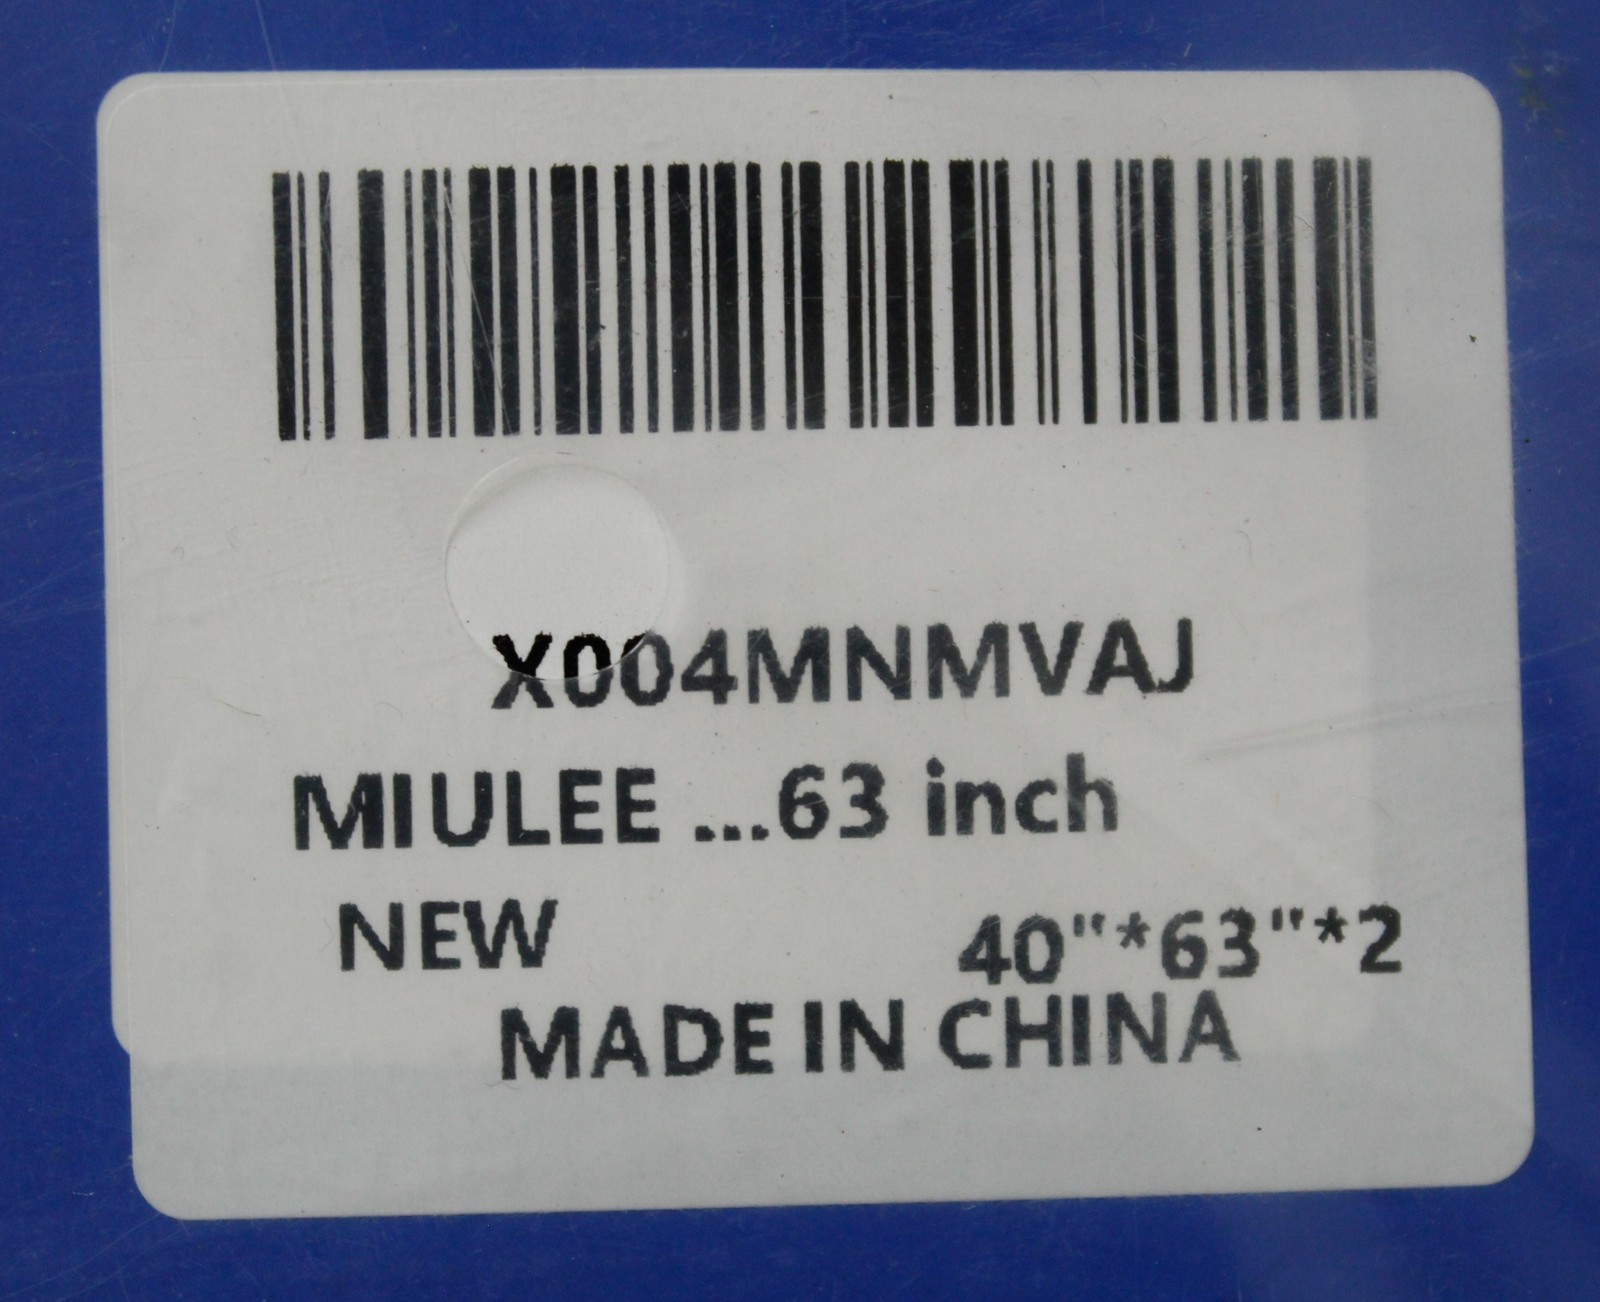 X004MNMVAJ
MIULEE ...63 inch
NEW 40"*63"*2
MADE IN CHINA